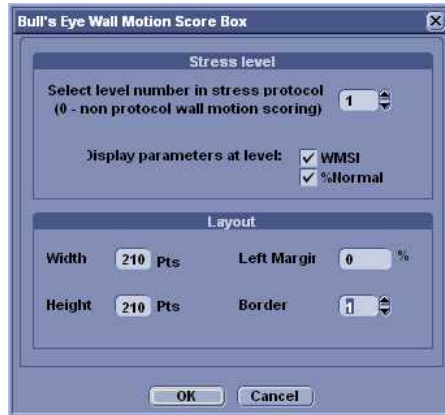 Bull's Eye Wall Motion Score Box
Stress level
Select level number in stress protocol
(0 - non protocol wall motion scoring)
1
Display parameters at level:
WMSI
%Normal
Layout
Width 210 Pts Left Margin 0 %
Height 210 Pts Border 1
OK Cancel